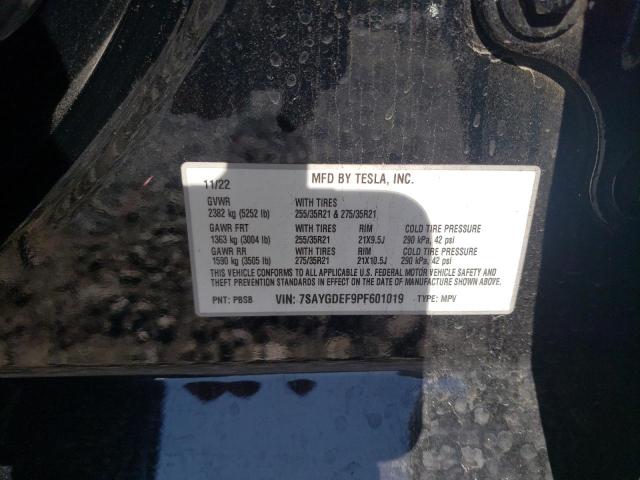 11/22 MFD BY TESLA, INC.
GVWR WITH TIRES
2382 kg (5252 lb) 255/35R21 & 275/35R21
GAWR FRT WITH TIRES RIM COLD TIRE PRESSURE
1363 kg (3004 lb) 255/35R21 21X9.5J 290 kPa, 42 psi
GAWR RR WITH TIRES RIM COLD TIRE PRESSURE
1590 kg (3505 lb) 275/35R21 21X10.5J 290 kPa, 42 psi
THIS VEHICLE CONFORMS TO ALL APPLICABLE U.S. FEDERAL MOTOR VEHICLE SAFETY AND
THEFT PREVENTION STANDARDS IN EFFECT ON THE DATE OF MANUFACTURE SHOWN ABOVE.
PNT: PBSB VIN: 7SAYGDEF9PF601019 TYPE: MPV